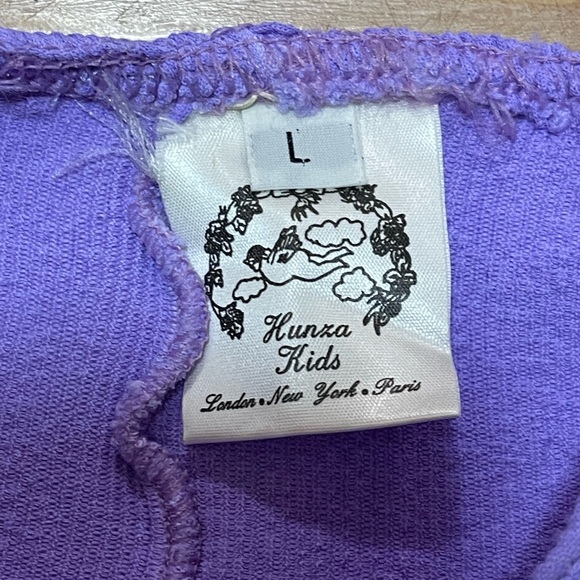 L
Hunza
Kids
London • New York • Paris